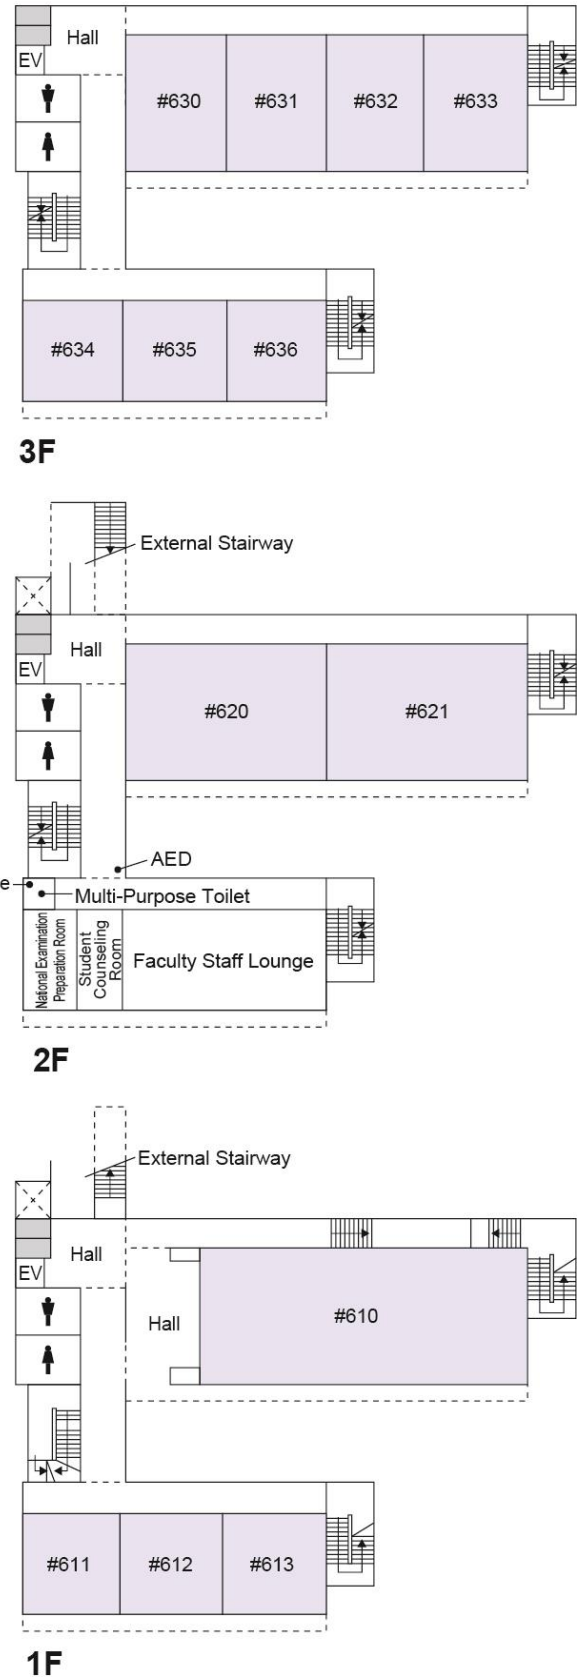 Hall
EV
#630
#631
#632
#633
#634
#635
#636
3F
External Stairway
Hall
EV
#620
#621
AED
e
Multi-Purpose Toilet
National Examination
Preparation Room
Student
Counseling
Room
Faculty Staff Lounge
2F
External Stairway
Hall
EV
Hall
#610
#611
#612
#613
1F